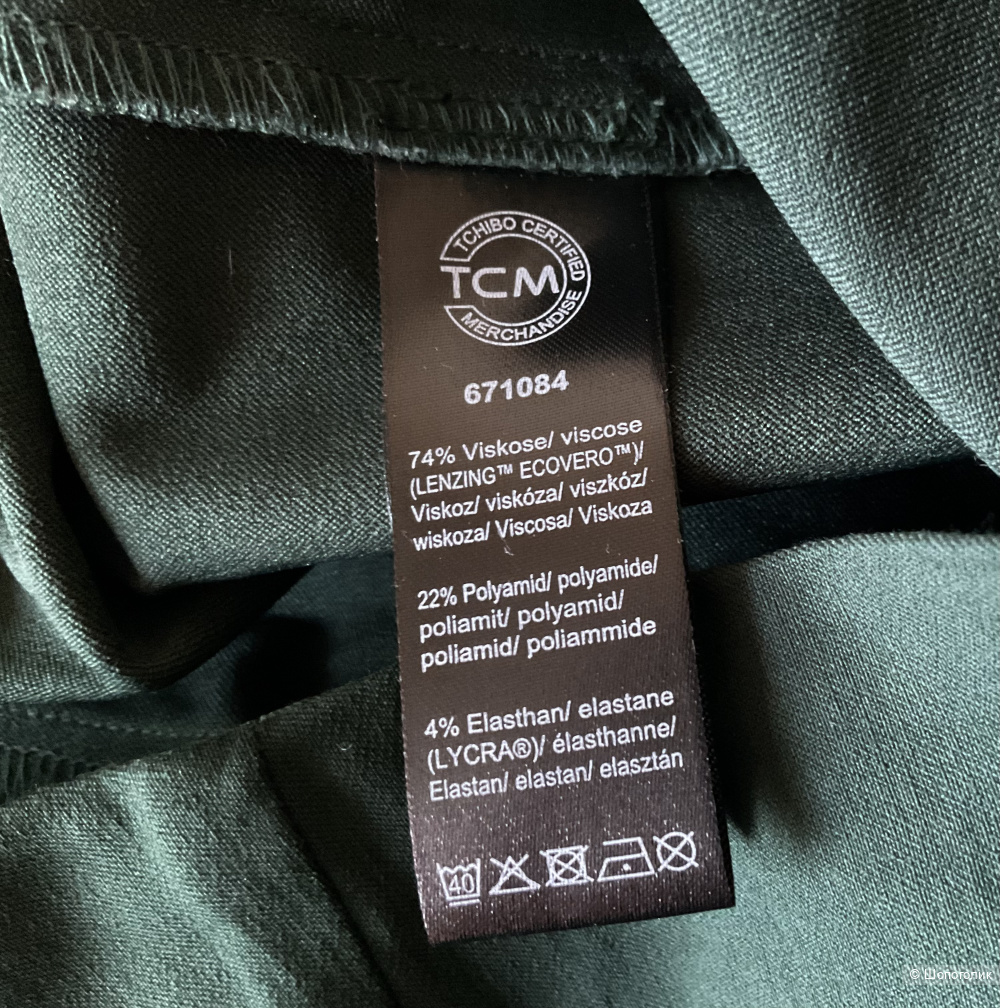 TCHIBO CERTIFIED
TCM
MERCHANDISE
671084
74% Viskose/ viscose
(LENZING™ ECOVERO™)/
Viskoz/ viskóza/ viszkóz/
wiskoza/ Viscosa/ Viskoza
22% Polyamid/ polyamide/
poliamit/ polyamid/
poliamid/ poliammide
4% Elasthan/ elastane
(LYCRA®)/ élasthanne/
Elastan/ elastan/ elasztán
40
© Шопоголик